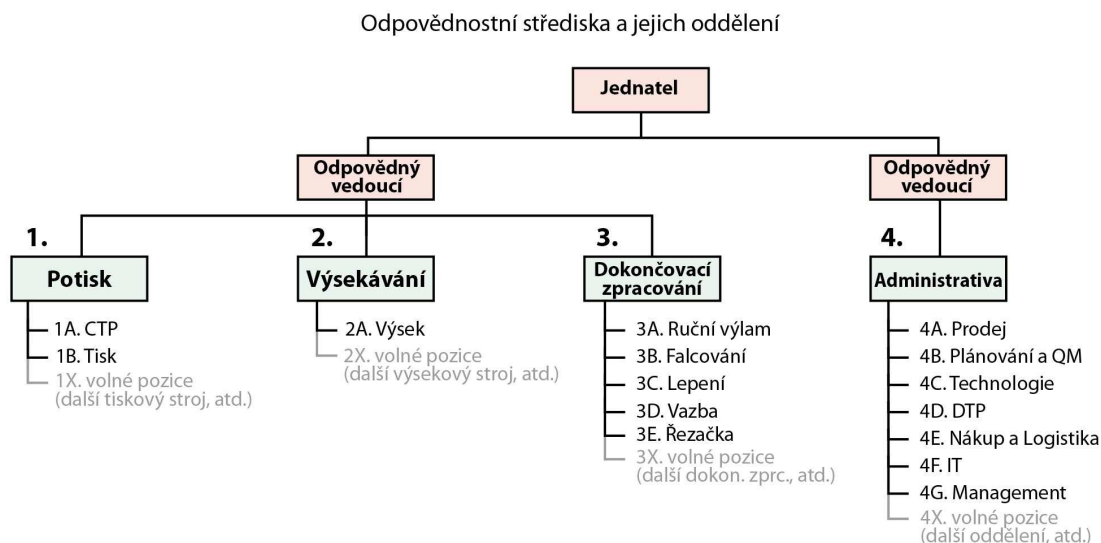 Odpovědnostní střediska a jejich oddělení
Jednatel
Odpovědný
vedoucí
Odpovědný
vedoucí
1.
Potisk
1A. CTP
1B. Tisk
1X. volné pozice
(další tiskový stroj, atd.)
2.
Výsekávání
2A. Výsek
2X. volné pozice
(další výsekový stroj, atd.)
3.
Dokončovací
zpracování
3A. Ruční výlam
3B. Falcování
3C. Lepení
3D. Vazba
3E. Řezačka
3X. volné pozice
(další dokon. zprc., atd.)
4.
Administrativa
4A. Prodej
4B. Plánování a QM
4C. Technologie
4D. DTP
4E. Nákup a Logistika
4F. IT
4G. Management
4X. volné pozice
(další oddělení, atd.)